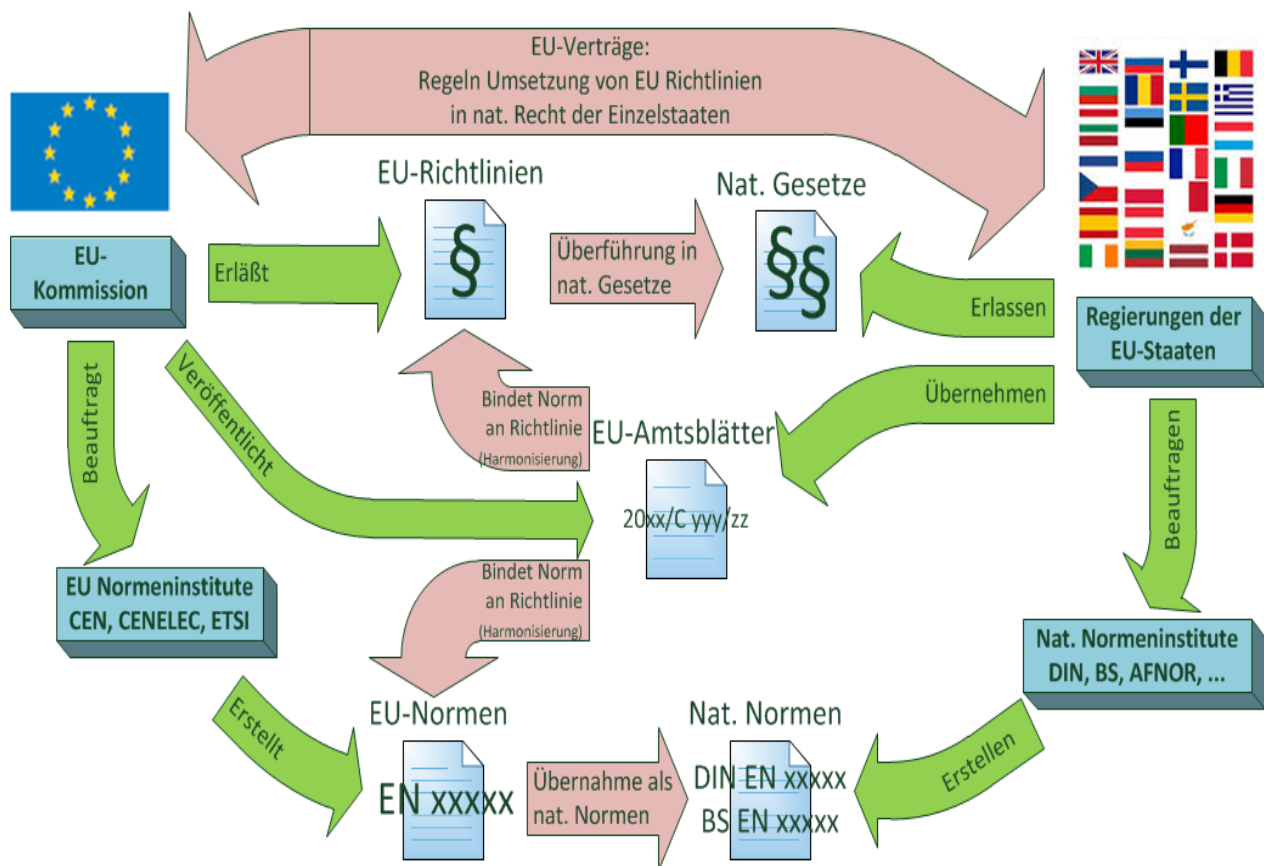 EU-Verträge:
Regeln Umsetzung von EU Richtlinien
in nat. Recht der Einzelstaaten
EU-Richtlinien
§
Nat. Gesetze
§§
EU-
Kommission
Erläßt
Überführung in
nat. Gesetze
Erlassen
Regierungen der
EU-Staaten
Beauftragt
Veröffentlicht
Bindet Norm
an Richtlinie
(Harmonisierung)
EU-Amtsblätter
20xx/C yyy/zz
Übernehmen
Beauftragen
EU Normeninstitute
CEN, CENELEC, ETSI
Bindet Norm
an Richtlinie
(Harmonisierung)
Nat. Normeninstitute
DIN, BS, AFNOR, ...
Erstellt
EU-Normen
EN xxxxx
Übernahme als
nat. Normen
Nat. Normen
DIN EN xxxxx
BS EN xxxxx
Erstellen